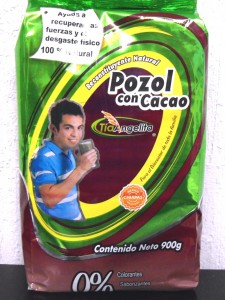 Ayuda a
recuperar las
fuerzas y
desgaste físico
100 % Natural
Reconstituyente Natural
Pozol
con Cacao
Tía Angelita
Contenido Neto 900g
0%
Colorantes
Saborizantes